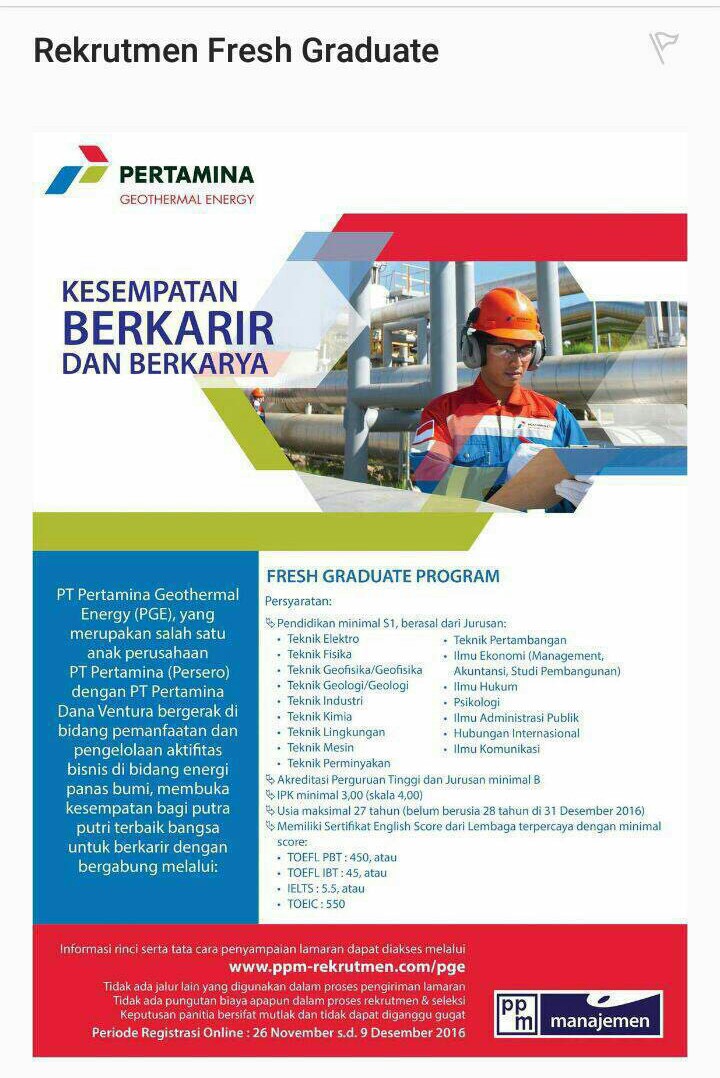 Rekrutmen Fresh Graduate
PERTAMINA
GEOTHERMAL ENERGY
KESEMPATAN
BERKARIR
DAN BERKARYA
PT Pertamina Geothermal
Energy (PGE), yang
merupakan salah satu
anak perusahaan
PT Pertamina (Persero)
dengan PT Pertamina
Dana Ventura bergerak di
bidang pemanfaatan dan
pengelolaan aktifitas
bisnis di bidang energi
panas bumi, membuka
kesempatan bagi putra
putri terbaik bangsa
untuk berkarir dengan
bergabung melalui:
FRESH GRADUATE PROGRAM
Persyaratan:
Pendidikan minimal S1, berasal dari Jurusan:
• Teknik Elektro
• Teknik Fisika
• Teknik Geofisika/Geofisika
• Teknik Geologi/Geologi
• Teknik Industri
• Teknik Kimia
• Teknik Lingkungan
• Teknik Mesin
• Teknik Perminyakan
• Teknik Pertambangan
• Ilmu Ekonomi (Management,
Akuntansi, Studi Pembangunan)
• Ilmu Hukum
• Psikologi
• Ilmu Administrasi Publik
• Hubungan Internasional
• Ilmu Komunikasi
Akreditasi Perguruan Tinggi dan Jurusan minimal B
IPK minimal 3,00 (skala 4,00)
Usia maksimal 27 tahun (belum berusia 28 tahun di 31 Desember 2016)
Memiliki Sertifikat English Score dari Lembaga terpercaya dengan minimal
score:
• TOEFL PBT : 450, atau
• TOEFL IBT : 45, atau
• IELTS : 5.5, atau
• TOEIC : 550
Informasi rinci serta tata cara penyampaian lamaran dapat diakses melalui
www.ppm-rekrutmen.com/pge
Tidak ada jalur lain yang digunakan dalam proses pengiriman lamaran
Tidak ada pungutan biaya apapun dalam proses rekrutmen & seleksi
Keputusan panitia bersifat mutlak dan tidak dapat diganggu gugat
Periode Registrasi Online : 26 November s.d. 9 Desember 2016
ppm manajemen